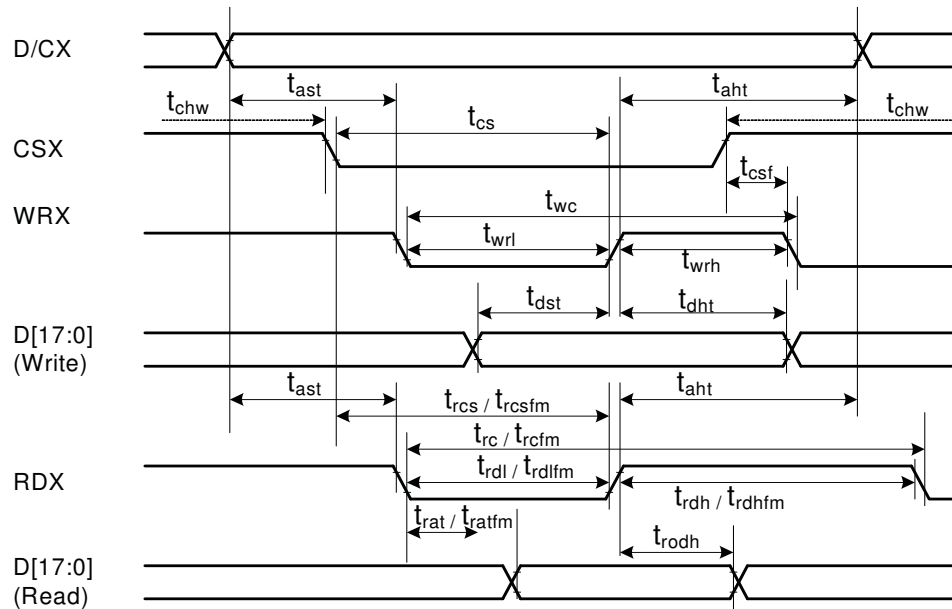 D/CX
t_ast t_aht
t_chw t_cs t_chw
CSX
t_csf
WRX t_wc
t_wrl t_wrh
t_dst t_dht
D[17:0]
(Write)
t_ast t_aht
t_rcs / t_rcsfm
t_rc / t_rcfm
RDX t_rdl / t_rdlfm t_rdh / t_rdhfm
t_rat / t_ratfm t_rodh
D[17:0]
(Read)